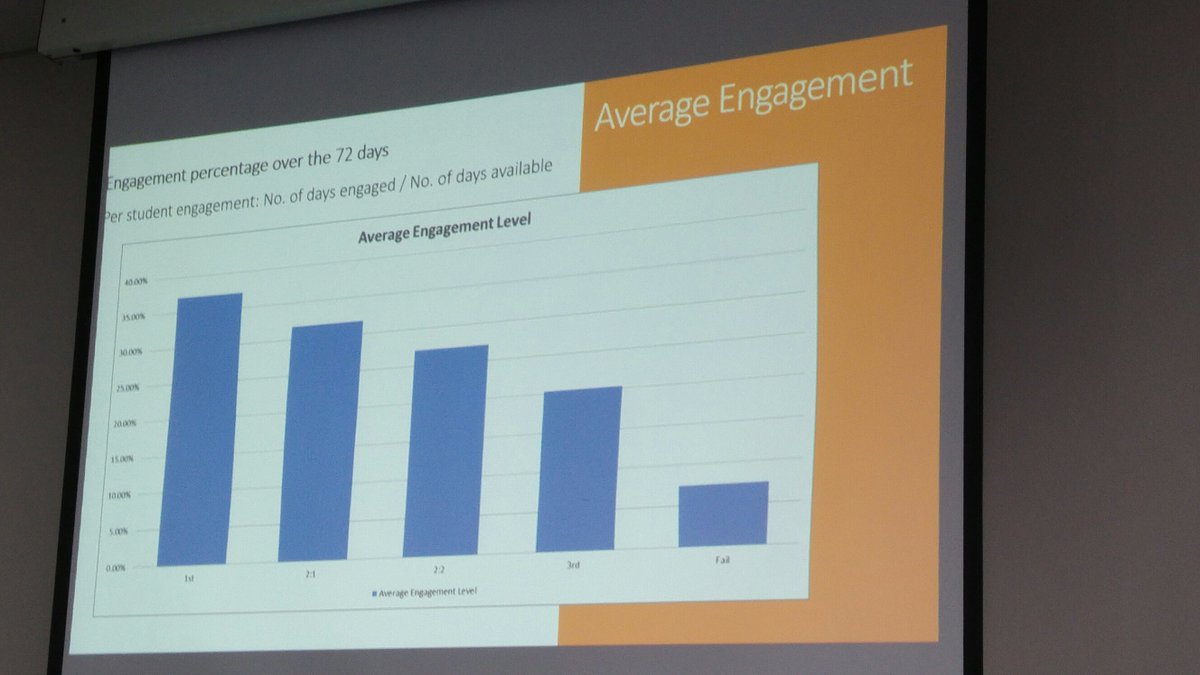 Average Engagement
Engagement percentage over the 72 days
Per student engagement: No. of days engaged / No. of days available
Average Engagement Level
40.00%
35.00%
30.00%
25.00%
20.00%
15.00%
10.00%
5.00%
0.00%
1st
2:1
2:2
3rd
Fail
Average Engagement Level